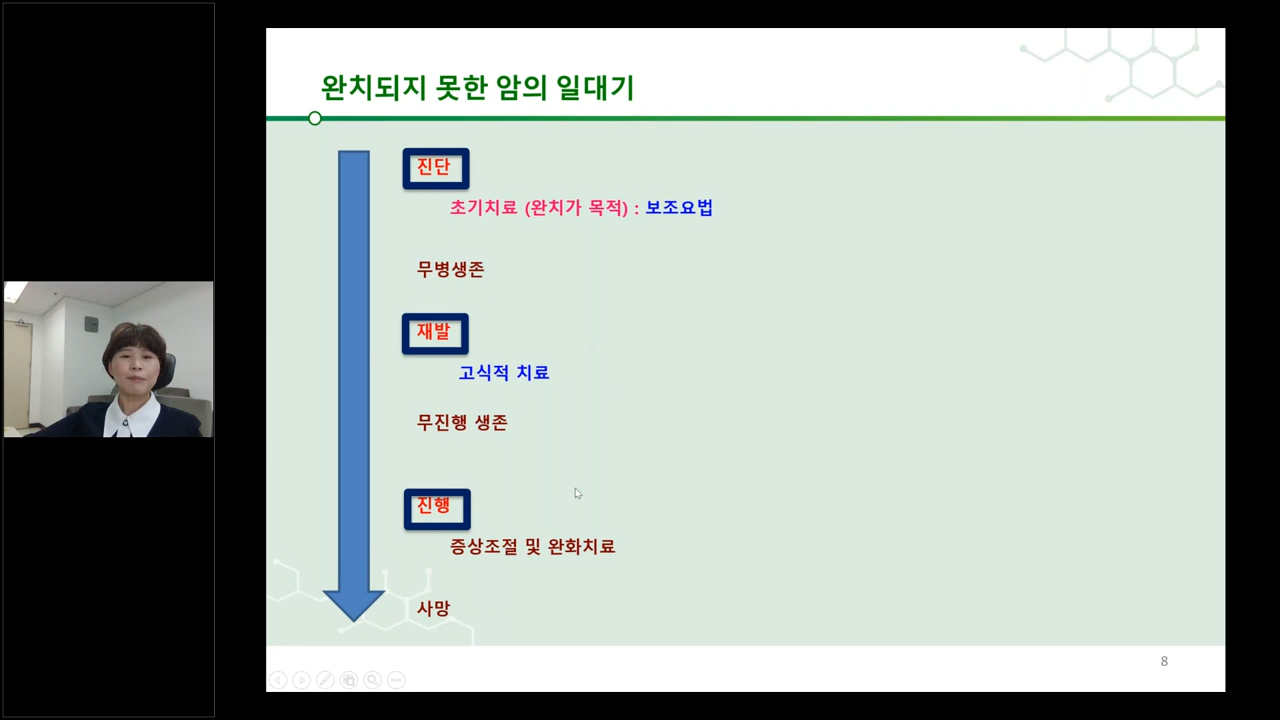 완치되지 못한 암의 일대기
진단
초기치료 (완치가 목적) : 보조요법
무병생존
재발
고식적 치료
무진행 생존
진행
증상조절 및 완화치료
사망
8